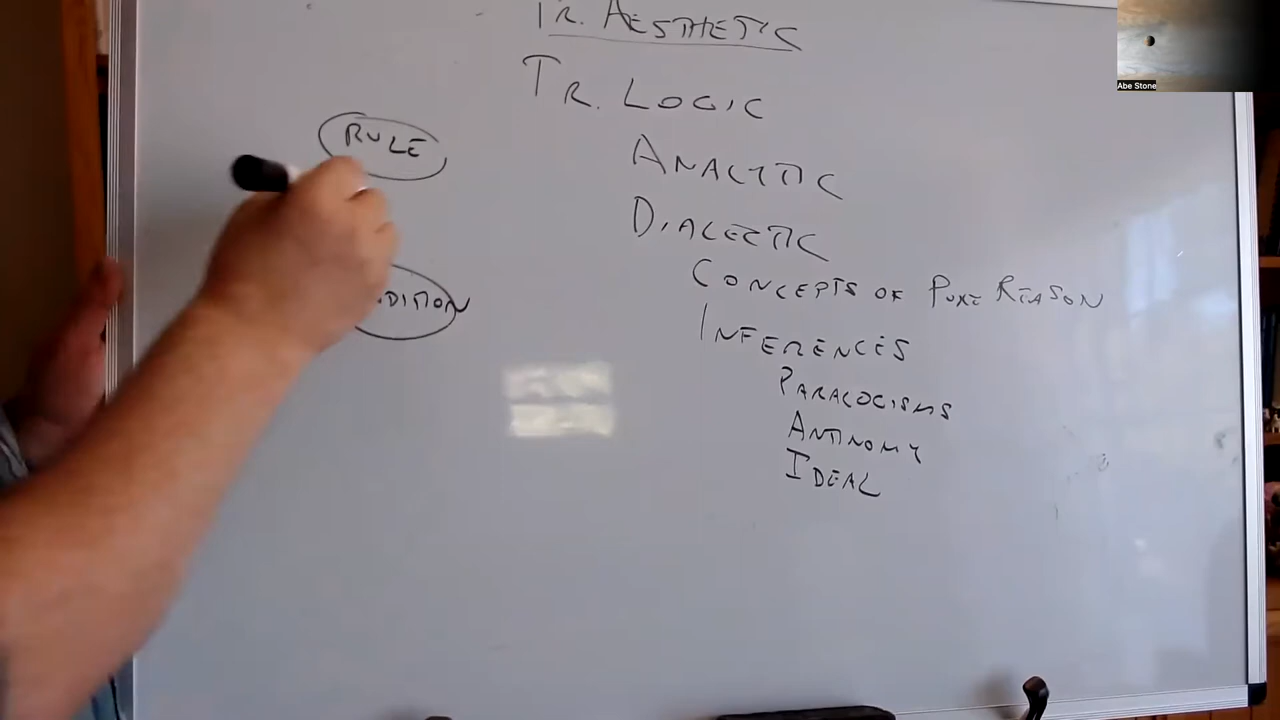 Tr. Aesthetic
Tr. Logic
Rule
Analytic
Dialectic
Concepts of Pure Reason
Inferences
Paralogisms
Antinomy
Ideal
Abe Stone